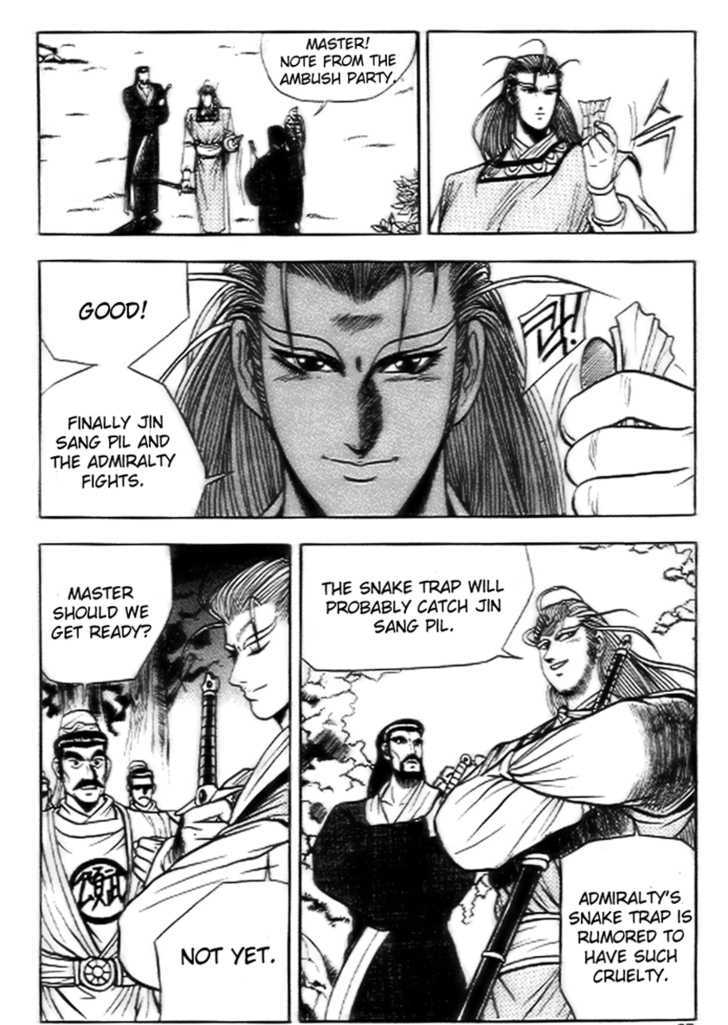 MASTER!
NOTE FROM THE
AMBUSH PARTY.
GOOD!
FINALLY JIN
SANG PIL AND
THE ADMIRALTY
FIGHTS.
MASTER
SHOULD WE
GET READY?
NOT YET.
THE SNAKE TRAP WILL
PROBABLY CATCH JIN
SANG PIL.
ADMIRALTY'S
SNAKE TRAP IS
RUMORED TO
HAVE SUCH
CRUELTY.